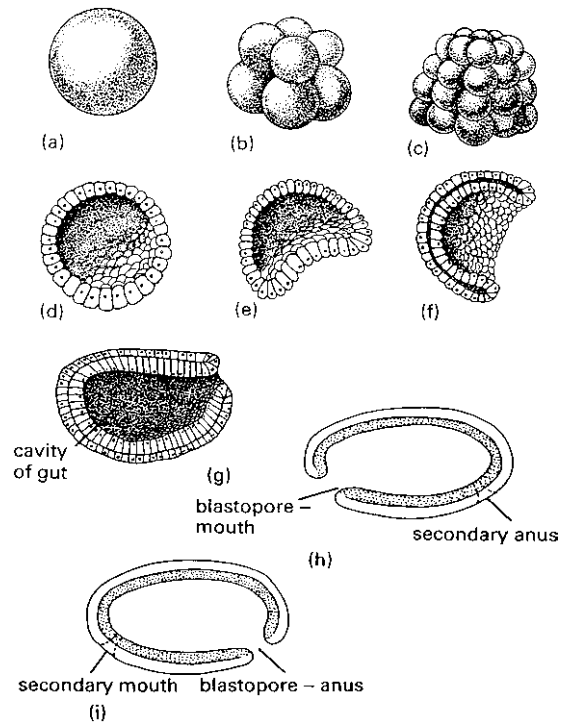 (a)
(b)
(c)
(d)
(e)
(f)
cavity
of gut
(g)
blastopore –
mouth
secondary anus
(h)
secondary mouth
blastopore – anus
(i)